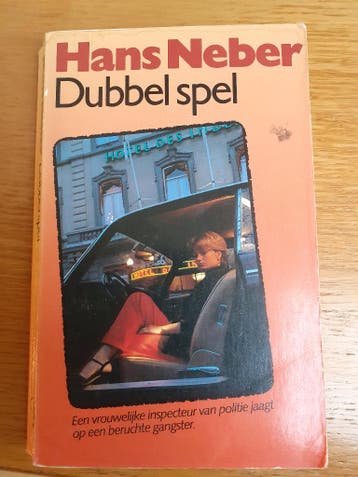 Hans Neber
Dubbel spel
HOTEL DES
Een vrouwelijke inspecteur van politie jaagt
op een beruchte gangster.